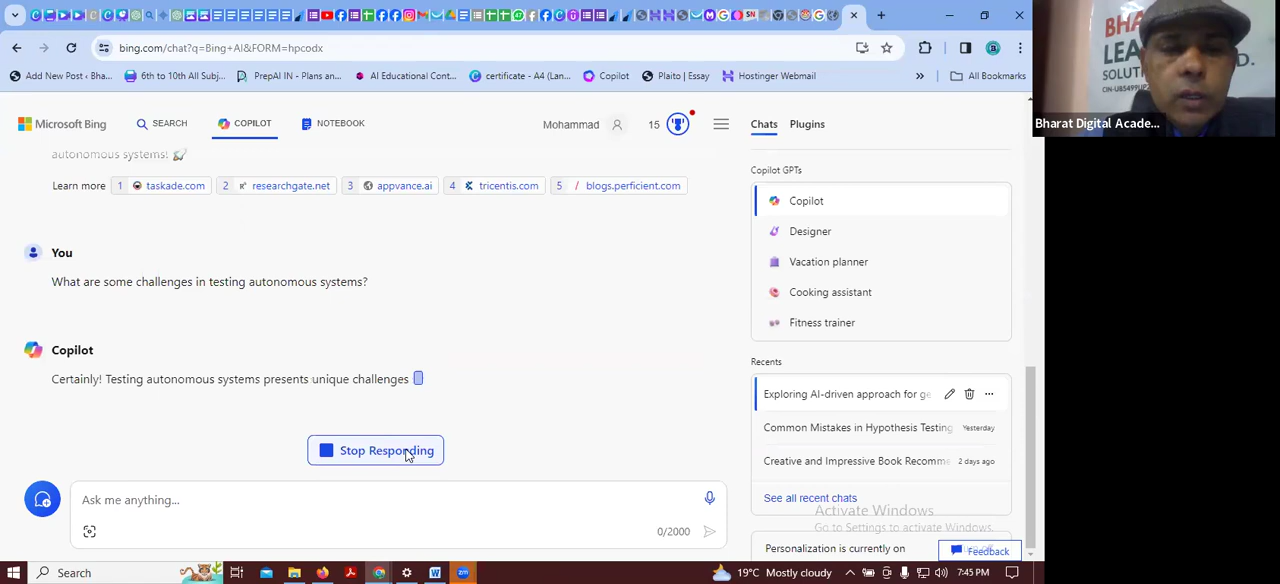 bing.com/chat?q=Bing+AI&FORM=hpcodx
Add New Post ‹ Bha...
6th to 10th All Subj...
PrepAI IN - Plans an...
AI Educational Cont...
certificate - A4 (Lan...
Copilot
Plaito | Essay
Hostinger Webmail
»
All Bookmarks
BHA
LEA
SOLUTI
D.
CIN-U85499UP2
Bharat Digital Acade...
Microsoft Bing
SEARCH
COPILOT
NOTEBOOK
Mohammad
15
Chats
Plugins
autonomous systems! 🚀
Learn more
1 taskade.com
2 researchgate.net
3 appvance.ai
4 tricentis.com
5 blogs.perficient.com
You
What are some challenges in testing autonomous systems?
Copilot
Certainly! Testing autonomous systems presents unique challenges
Stop Responding
Ask me anything...
0/2000
Copilot GPTs
Copilot
Designer
Vacation planner
Cooking assistant
Fitness trainer
Recents
Exploring AI-driven approach for ge
Common Mistakes in Hypothesis Testing
Yesterday
Creative and Impressive Book Recomme
2 days ago
See all recent chats
Activate Windows
Go to Settings to activate Windows.
Personalization is currently on
Feedback
Search
19°C Mostly cloudy
7:45 PM